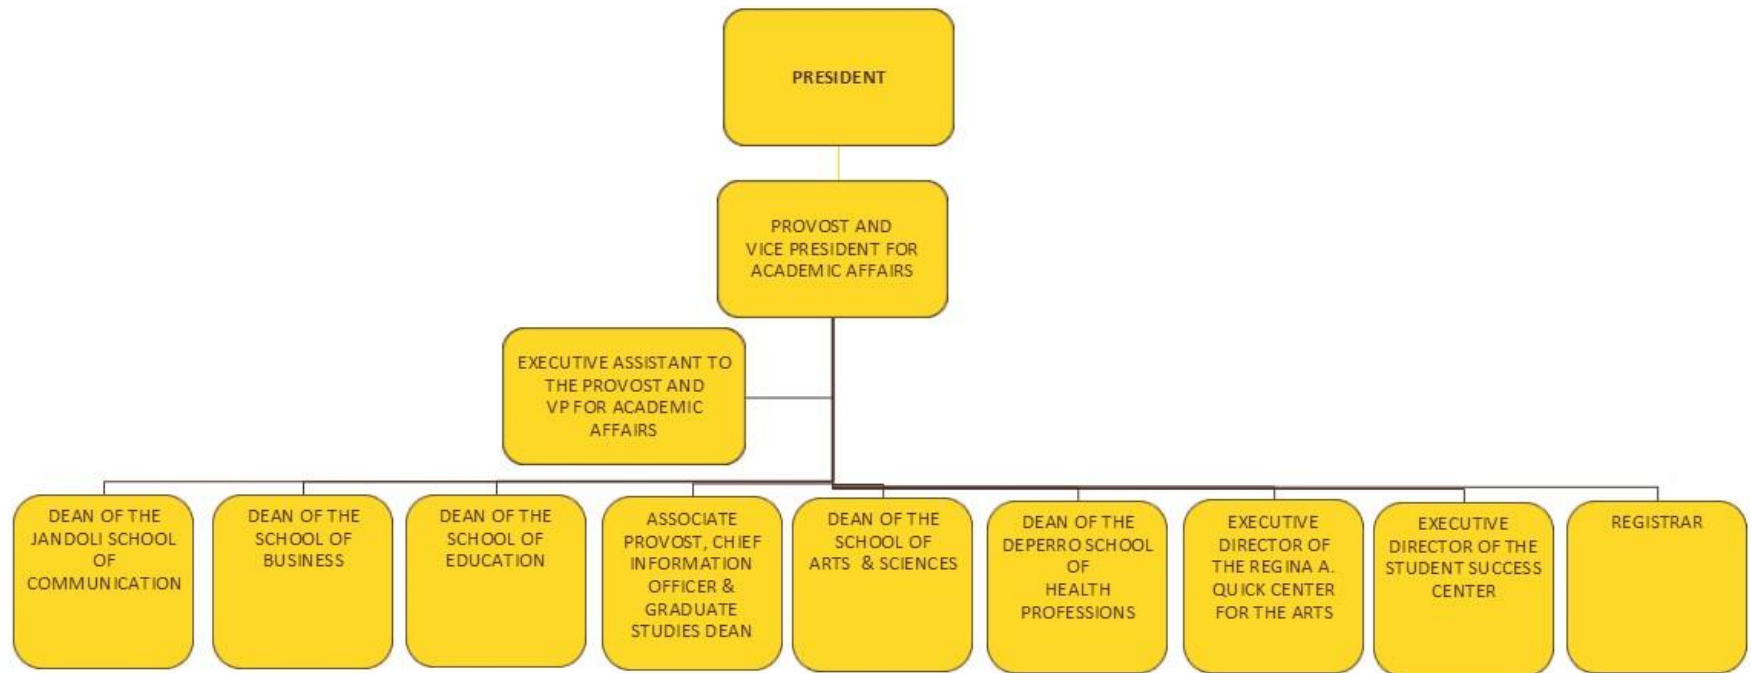 PRESIDENT
PROVOST AND
VICE PRESIDENT FOR
ACADEMIC AFFAIRS
EXECUTIVE ASSISTANT TO
THE PROVOST AND
VP FOR ACADEMIC
AFFAIRS
DEAN OF THE
JANDOLI SCHOOL
OF
COMMUNICATION
DEAN OF THE
SCHOOL OF
BUSINESS
DEAN OF THE
SCHOOL OF
EDUCATION
ASSOCIATE
PROVOST, CHIEF
INFORMATION
OFFICER &
GRADUATE
STUDIES DEAN
DEAN OF THE
SCHOOL OF
ARTS & SCIENCES
DEAN OF THE
DEPERRO SCHOOL
OF
HEALTH
PROFESSIONS
EXECUTIVE
DIRECTOR OF
THE REGINA A.
QUICK CENTER
FOR THE ARTS
EXECUTIVE
DIRECTOR OF THE
STUDENT SUCCESS
CENTER
REGISTRAR